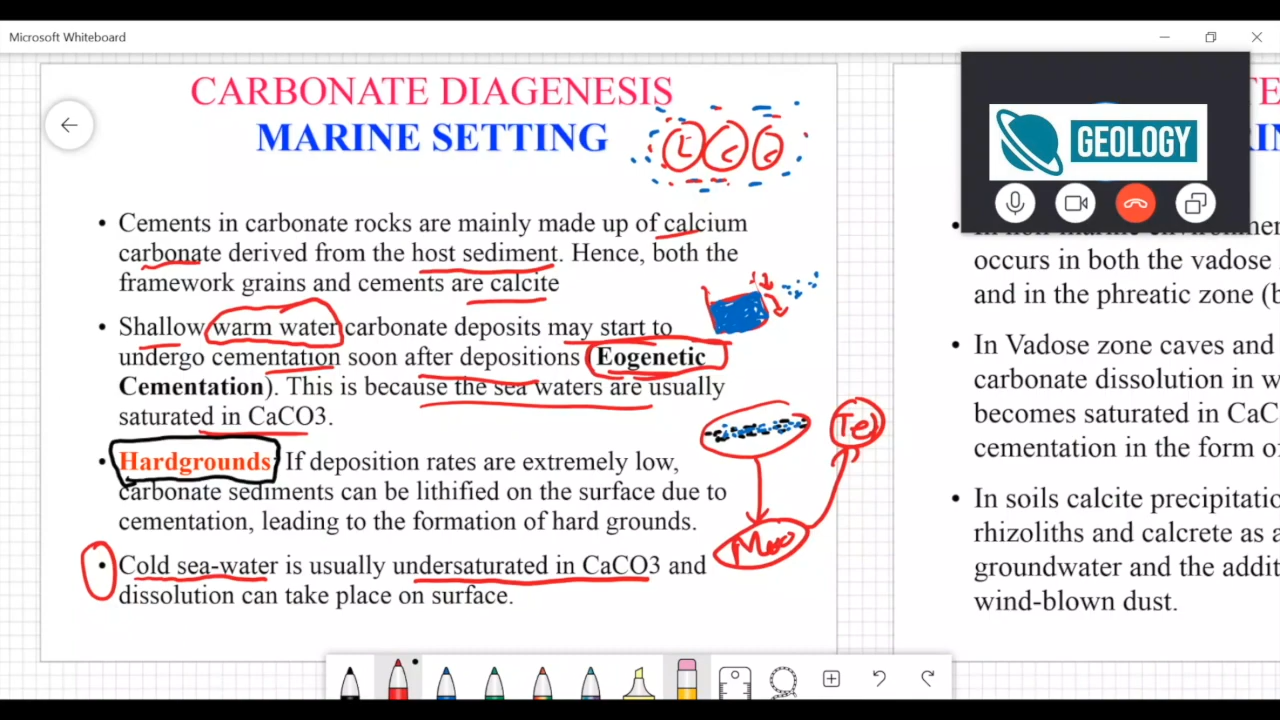 Microsoft Whiteboard
CARBONATE DIAGENESIS
MARINE SETTING
GEOLOGY
• Cements in carbonate rocks are mainly made up of calcium
carbonate derived from the host sediment. Hence, both the
framework grains and cements are calcite
• Shallow warm water carbonate deposits may start to
undergo cementation soon after depositions (Eogenetic
Cementation). This is because the sea waters are usually
saturated in CaCO3.
• Hardgrounds If deposition rates are extremely low,
carbonate sediments can be lithified on the surface due to
cementation, leading to the formation of hard grounds.
• Cold sea-water is usually undersaturated in CaCO3 and
dissolution can take place on surface.
Telo
Meso
TE
IN
occurs in both the vadose
and in the phreatic zone (b
• In Vadose zone caves and
carbonate dissolution in w
becomes saturated in CaC
cementation in the form o
• In soils calcite precipitatio
rhizoliths and calcrete as a
groundwater and the addit
wind-blown dust.